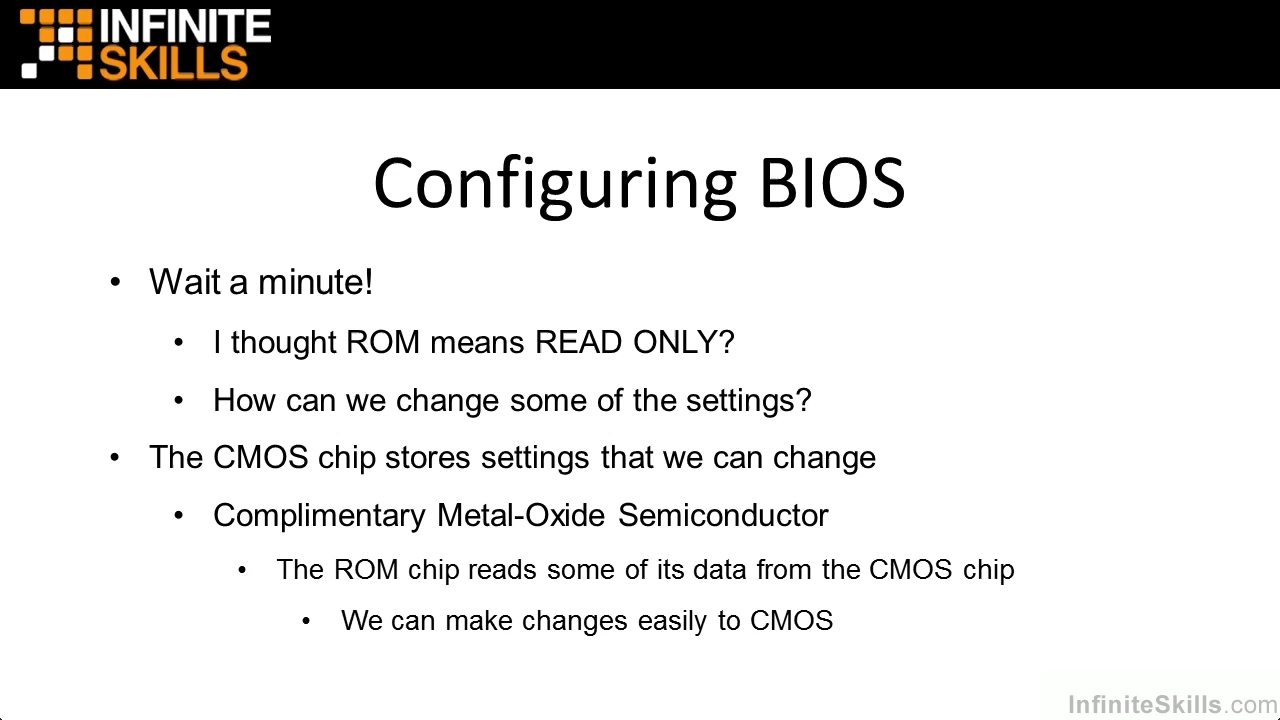 INFINITE
SKILLS
Configuring BIOS
• Wait a minute!
• I thought ROM means READ ONLY?
• How can we change some of the settings?
• The CMOS chip stores settings that we can change
• Complimentary Metal-Oxide Semiconductor
• The ROM chip reads some of its data from the CMOS chip
• We can make changes easily to CMOS
InfiniteSkills.com